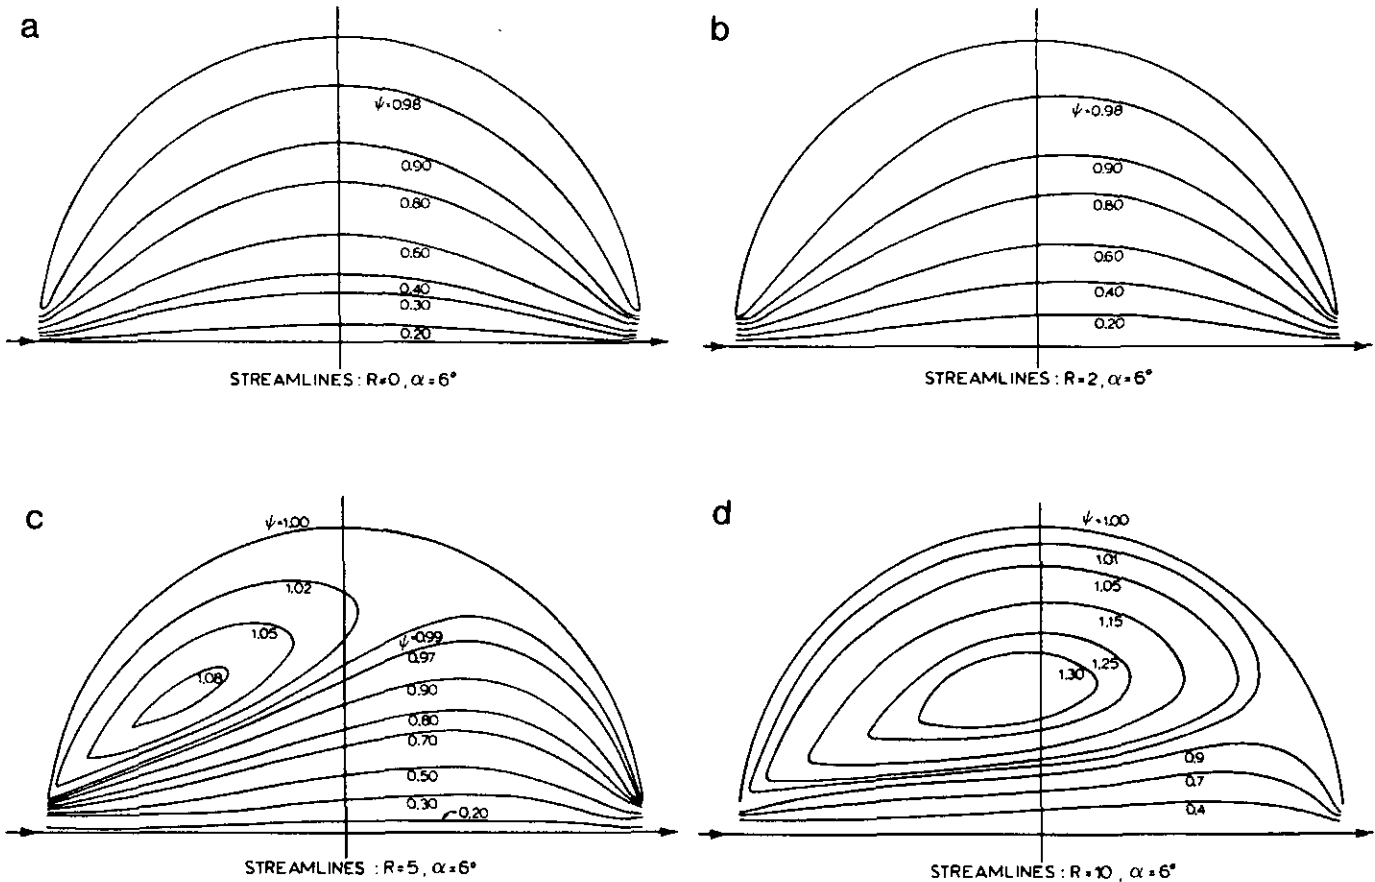 a
ψ=0.98
0.90
0.80
0.60
0.40
0.30
0.20
STREAMLINES : R≠0, α=6°
b
ψ=0.98
0.90
0.80
0.60
0.40
0.20
STREAMLINES : R=2, α=6°
c
ψ=1.00
1.02
1.05
1.08
ψ=0.99
0.97
0.90
0.80
0.70
0.50
0.30
0.20
STREAMLINES : R=5, α=6°
d
ψ=1.00
1.01
1.05
1.15
1.25
1.30
0.9
0.7
0.4
STREAMLINES : R=10, α=6°